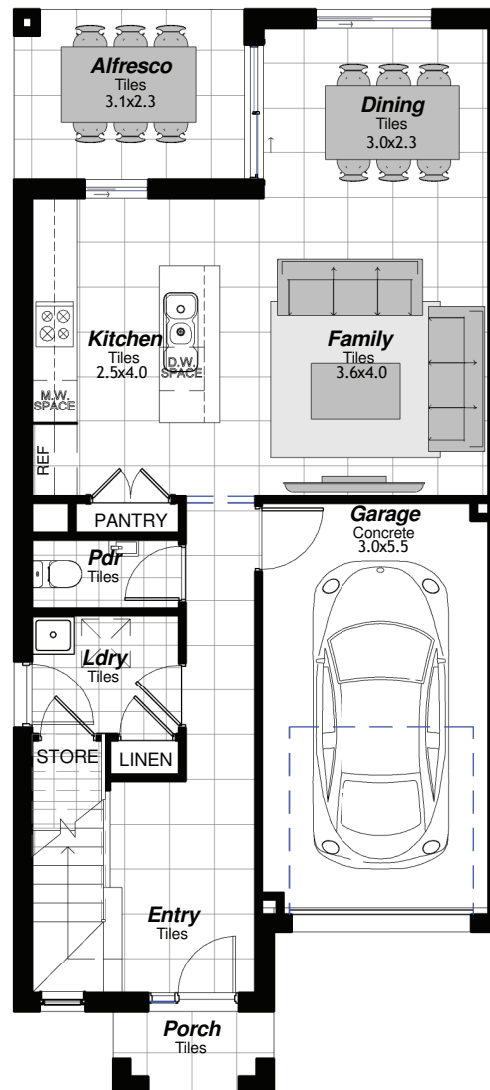 Alfresco
Tiles
3.1x2.3
Dining
Tiles
3.0x2.3
Kitchen
Tiles
2.5x4.0
D.W.
SPACE
Family
Tiles
3.6x4.0
M.W.
SPACE
REF
PANTRY
Garage
Concrete
3.0x5.5
Pdr
Tiles
Ldry
Tiles
STORE
LINEN
Entry
Tiles
Porch
Tiles